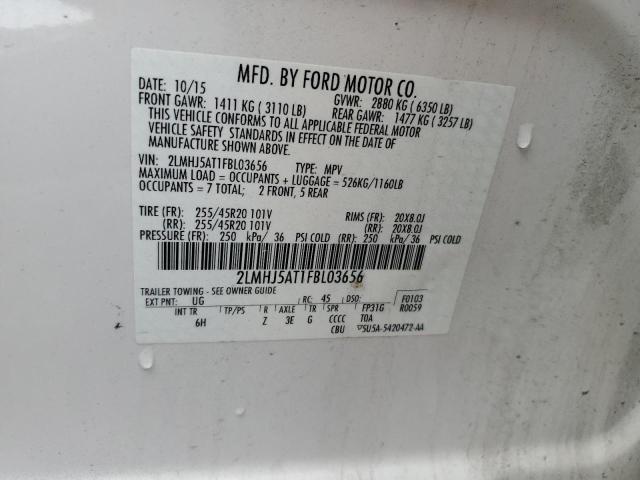 MFD. BY FORD MOTOR CO.
DATE: 10/15 GVWR: 2880 KG ( 6350 LB)
FRONT GAWR: 1411 KG ( 3110 LB) REAR GAWR: 1477 KG ( 3257 LB)
THIS VEHICLE CONFORMS TO ALL APPLICABLE FEDERAL MOTOR
VEHICLE SAFETY STANDARDS IN EFFECT ON THE DATE OF
MANUFACTURE SHOWN ABOVE.
VIN: 2LMHJ5AT1FBL03656 TYPE: MPV
MAXIMUM LOAD = OCCUPANTS + LUGGAGE = 526KG/1160LB
OCCUPANTS = 7 TOTAL; 2 FRONT, 5 REAR
TIRE (FR): 255/45R20 101V RIMS (FR): 20X8.0J
(RR): 255/45R20 101V (RR): 20X8.0J
PRESSURE (FR): 250 kPa/ 36 PSI COLD (RR): 250 kPa/ 36 PSI COLD
2LMHJ5AT1FBL03656
TRAILER TOWING - SEE OWNER GUIDE
EXT PNT: UG RC: 45 DSO: F0103
R0059
INT TR TP/PS R AXLE TR SPR FP31G
6H Z 3E G CCCC TOA
CBU 5U5A-5420472-AA